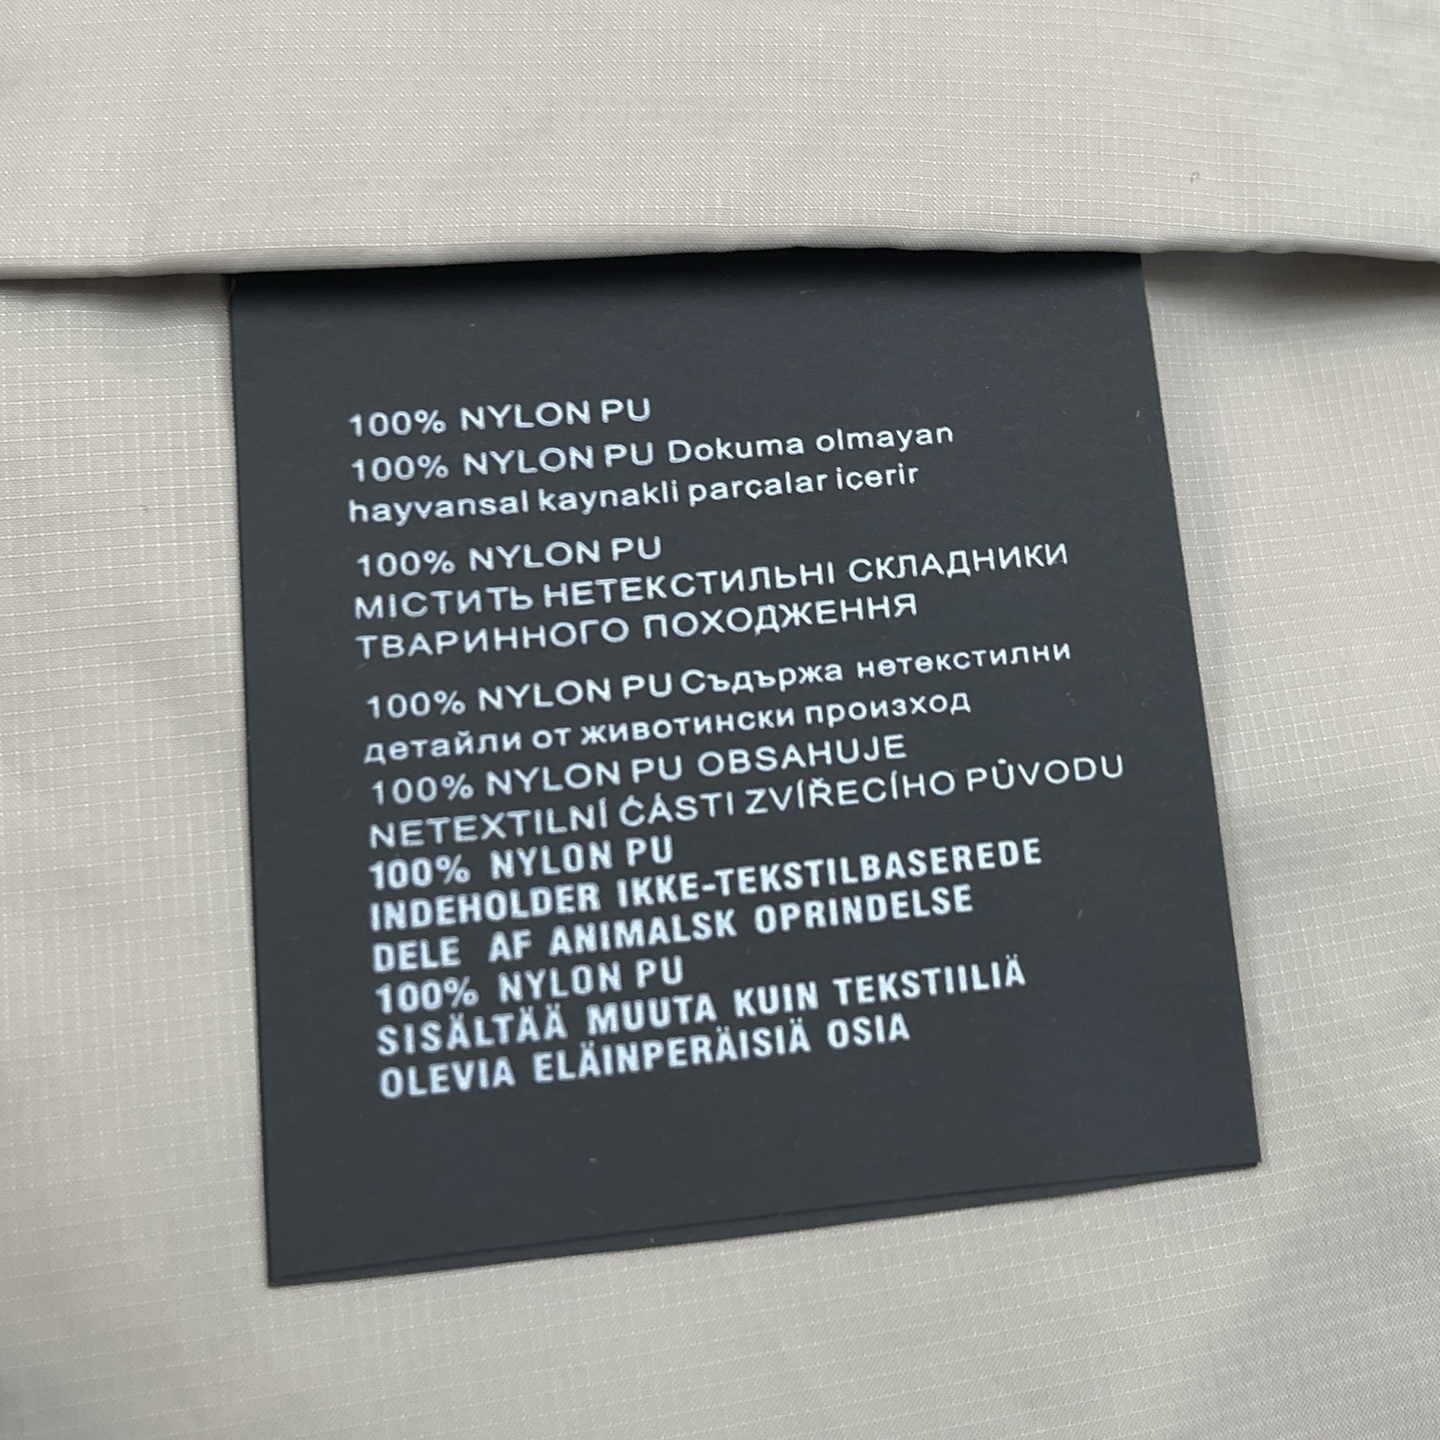 100% NYLON PU
100% NYLON PU Dokuma olmayan
hayvansal kaynakli parçalar içerir
100% NYLON PU
МІСТИТЬ НЕТЕКСТИЛЬНІ СКЛАДНИКИ
ТВАРИННОГО ПОХОДЖЕННЯ
100% NYLON PU Съдържа нетекстилни
детайли от животински произход
100% NYLON PU OBSAHUJE
NETEXTILNÍ ČÁSTI ZVÍŘECÍHO PŮVODU
100% NYLON PU
INDEHOLDER IKKE-TEKSTILBASEREDE
DELE AF ANIMALSK OPRINDELSE
100% NYLON PU
SISÄLTÄÄ MUUTA KUIN TEKSTIILIÄ
OLEVIA ELÄINPERÄISIÄ OSIA